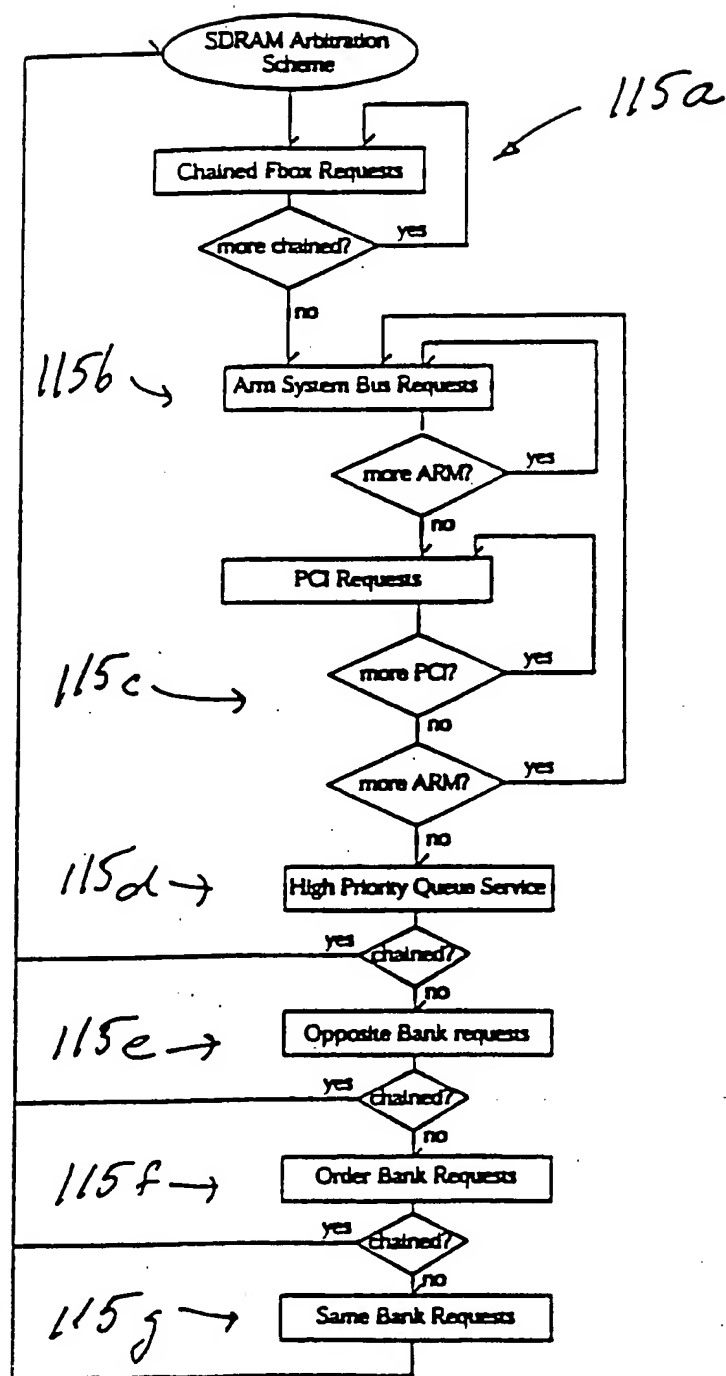 SDRAM Arbitration
Scheme
115a
Chained Fbox Requests
more chained?
yes
no
115b
Arm System Bus Requests
more ARM?
yes
no
PCI Requests
115c
more PCI?
yes
no
more ARM?
yes
no
115d
High Priority Queue Service
yes
chained?
no
115e
Opposite Bank requests
yes
chained?
no
115f
Order Bank Requests
yes
chained?
no
115g
Same Bank Requests